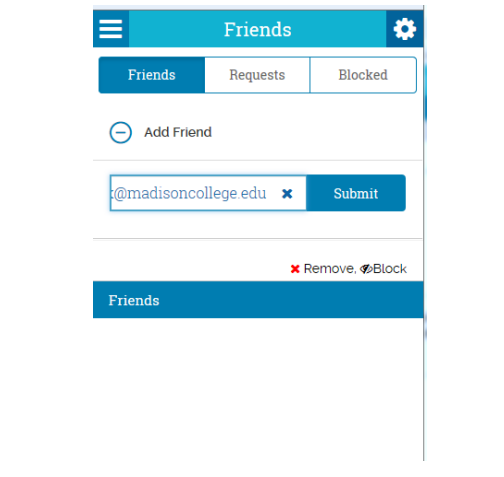 Friends
Friends Requests Blocked
Add Friend
@madisoncollege.edu Submit
Remove, Block
Friends